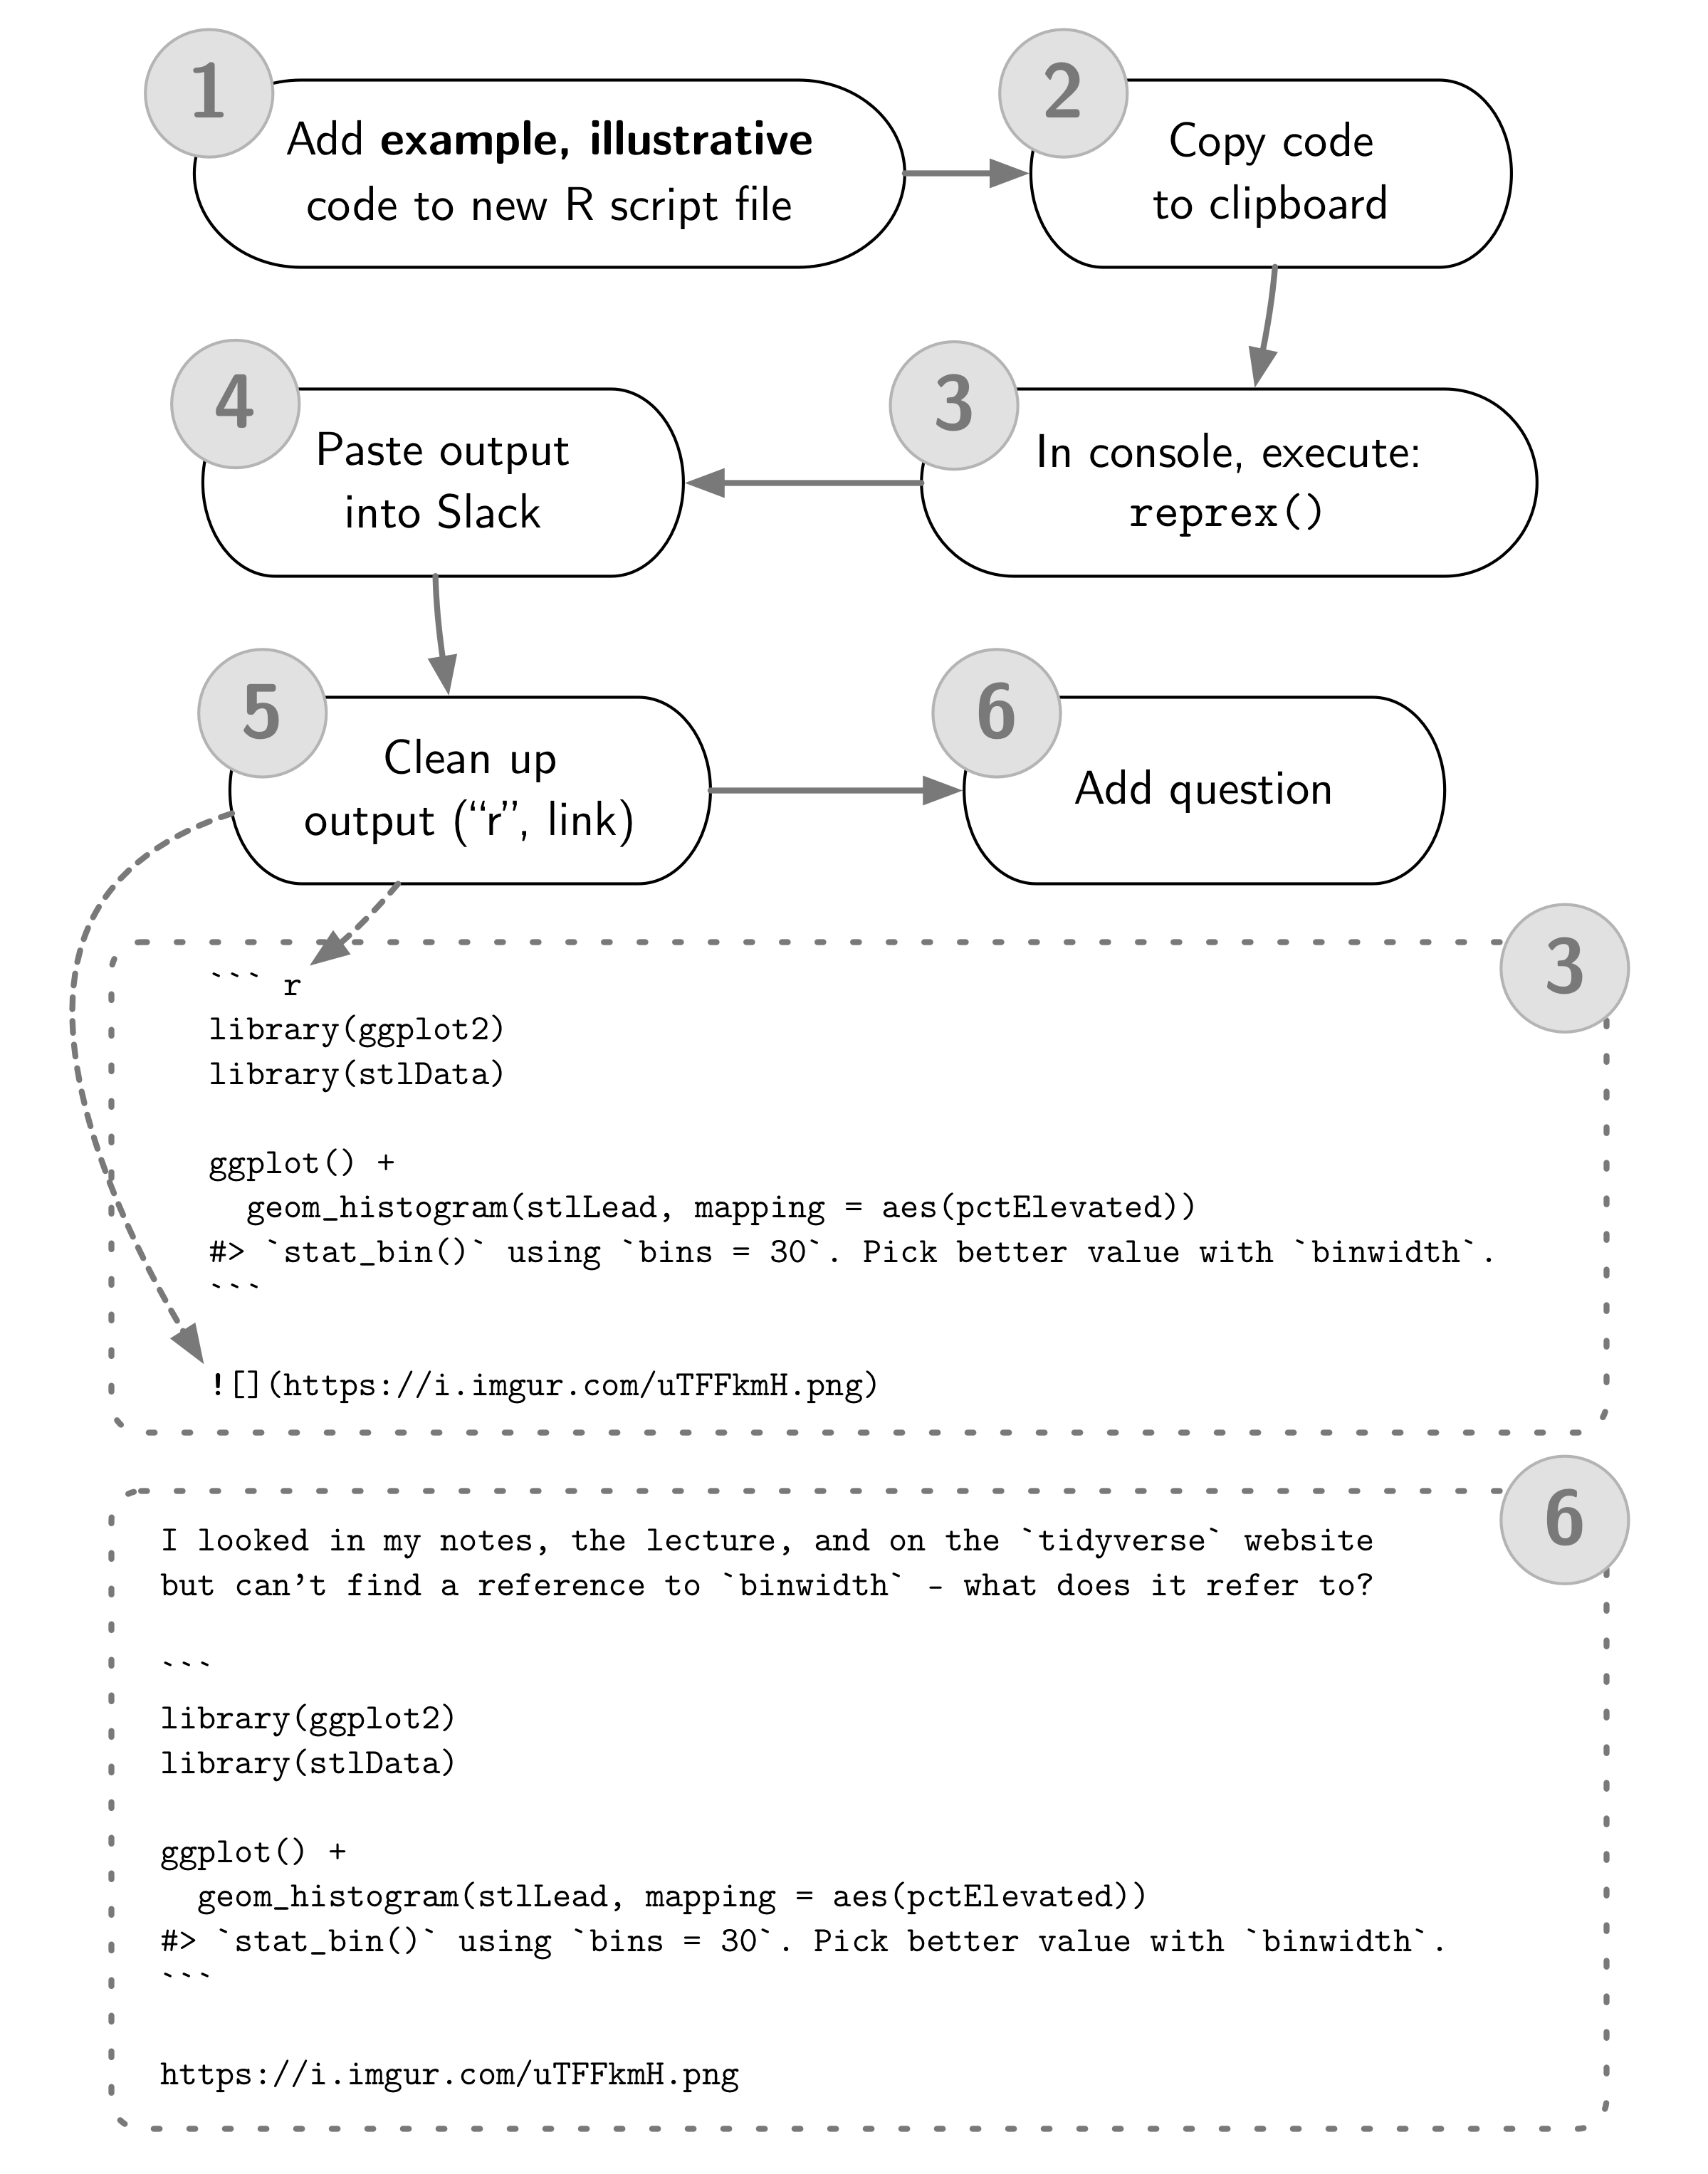 1
Add example, illustrative
code to new R script file
2
Copy code
to clipboard
3
In console, execute:
reprex()
4
Paste output
into Slack
5
Clean up
output (“r”, link)
6
Add question
3
``` r
library(ggplot2)
library(stlData)
ggplot() +
  geom_histogram(stlLead, mapping = aes(pctElevated))
#> `stat_bin()` using `bins = 30`. Pick better value with `binwidth`.
```
![](https://i.imgur.com/uTFFkmH.png)
6
I looked in my notes, the lecture, and on the `tidyverse` website
but can’t find a reference to `binwidth` - what does it refer to?
```
library(ggplot2)
library(stlData)
ggplot() +
  geom_histogram(stlLead, mapping = aes(pctElevated))
#> `stat_bin()` using `bins = 30`. Pick better value with `binwidth`.
```
https://i.imgur.com/uTFFkmH.png